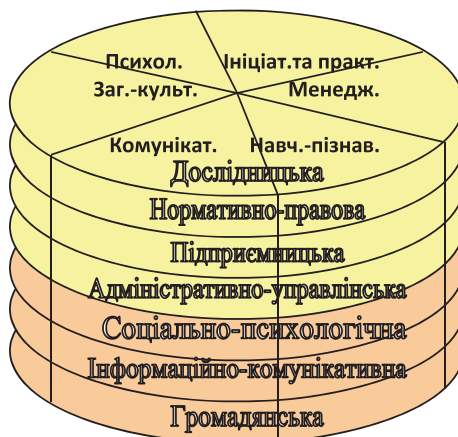 Психол. Ініціат.та практ.
Заг.-культ. Менедж.
Комунікат. Навч.-пізнав.
Дослідницька
Нормативно-правова
Підприємницька
Адміністративно-управлінська
Соціально-психологічна
Інформаційно-комунікативна
Громадянська